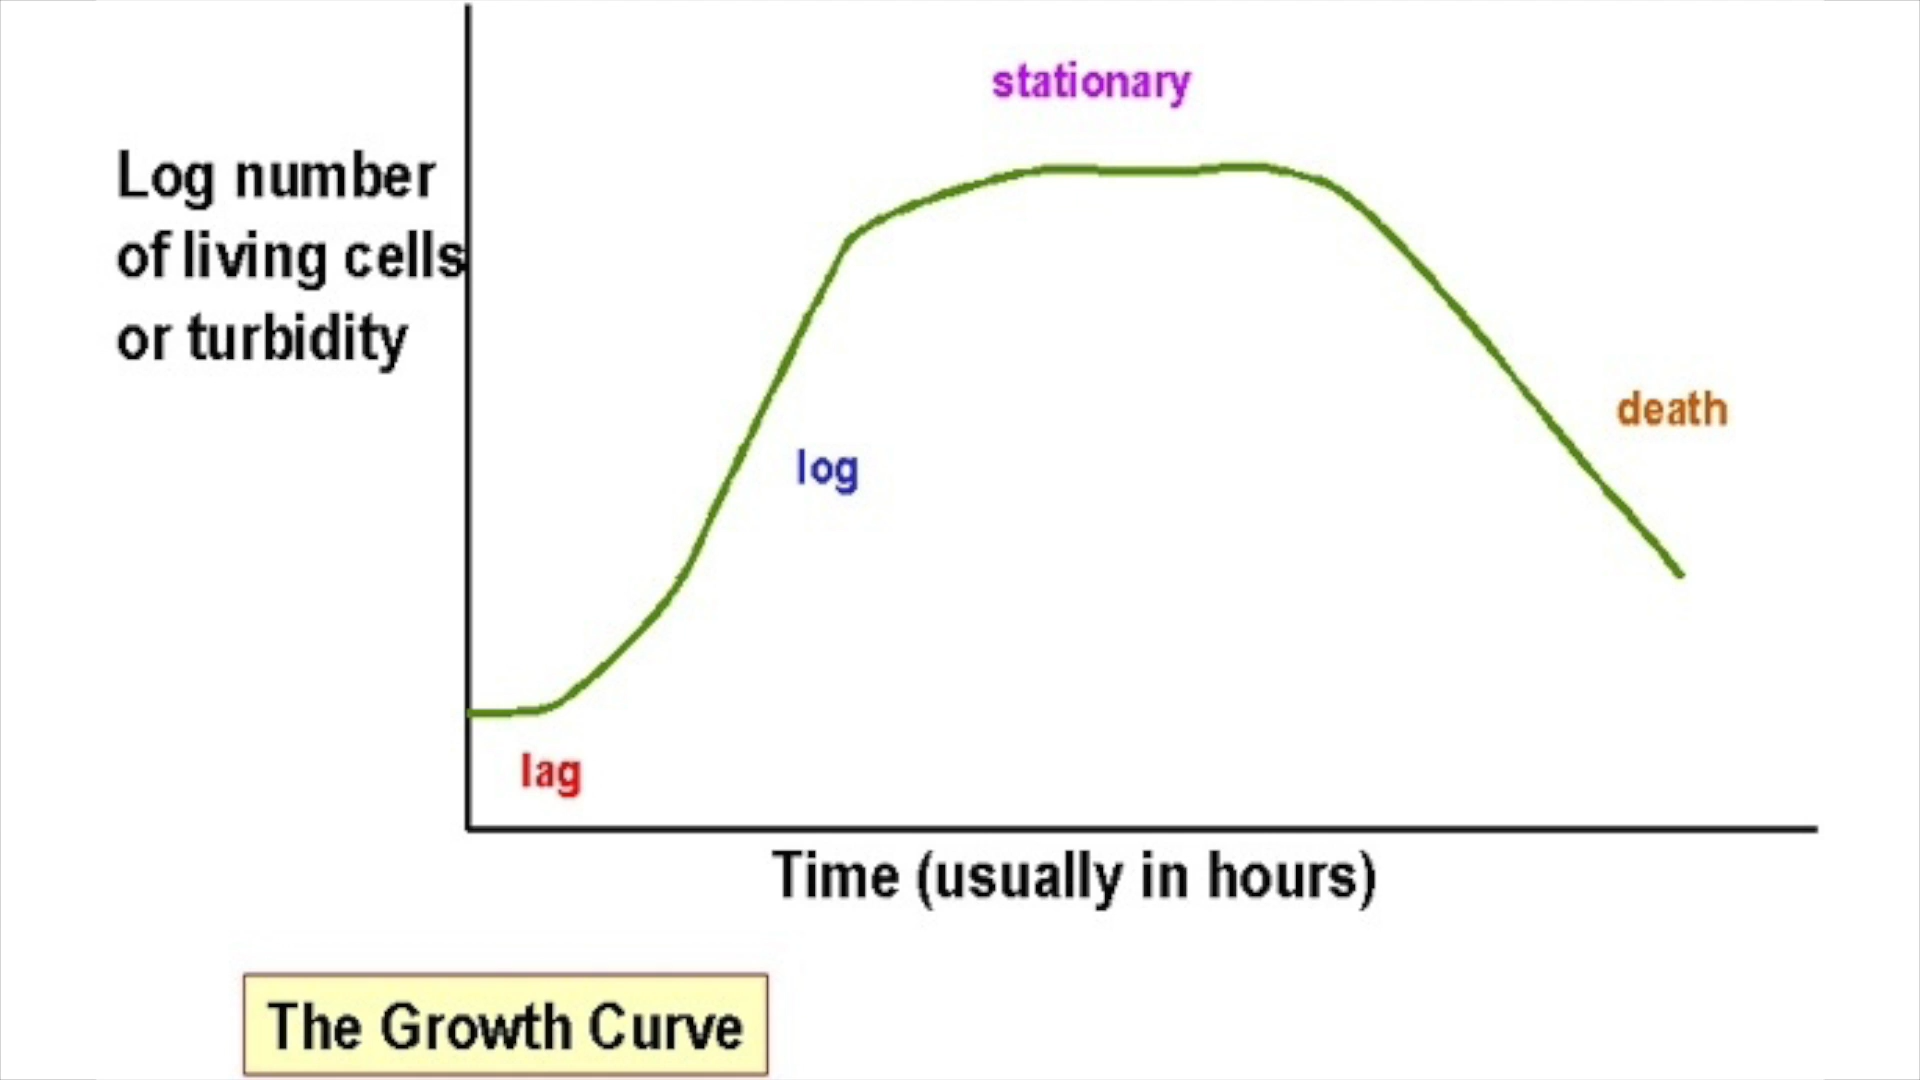 stationary
Log number
of living cells
or turbidity
death
log
lag
Time (usually in hours)
The Growth Curve